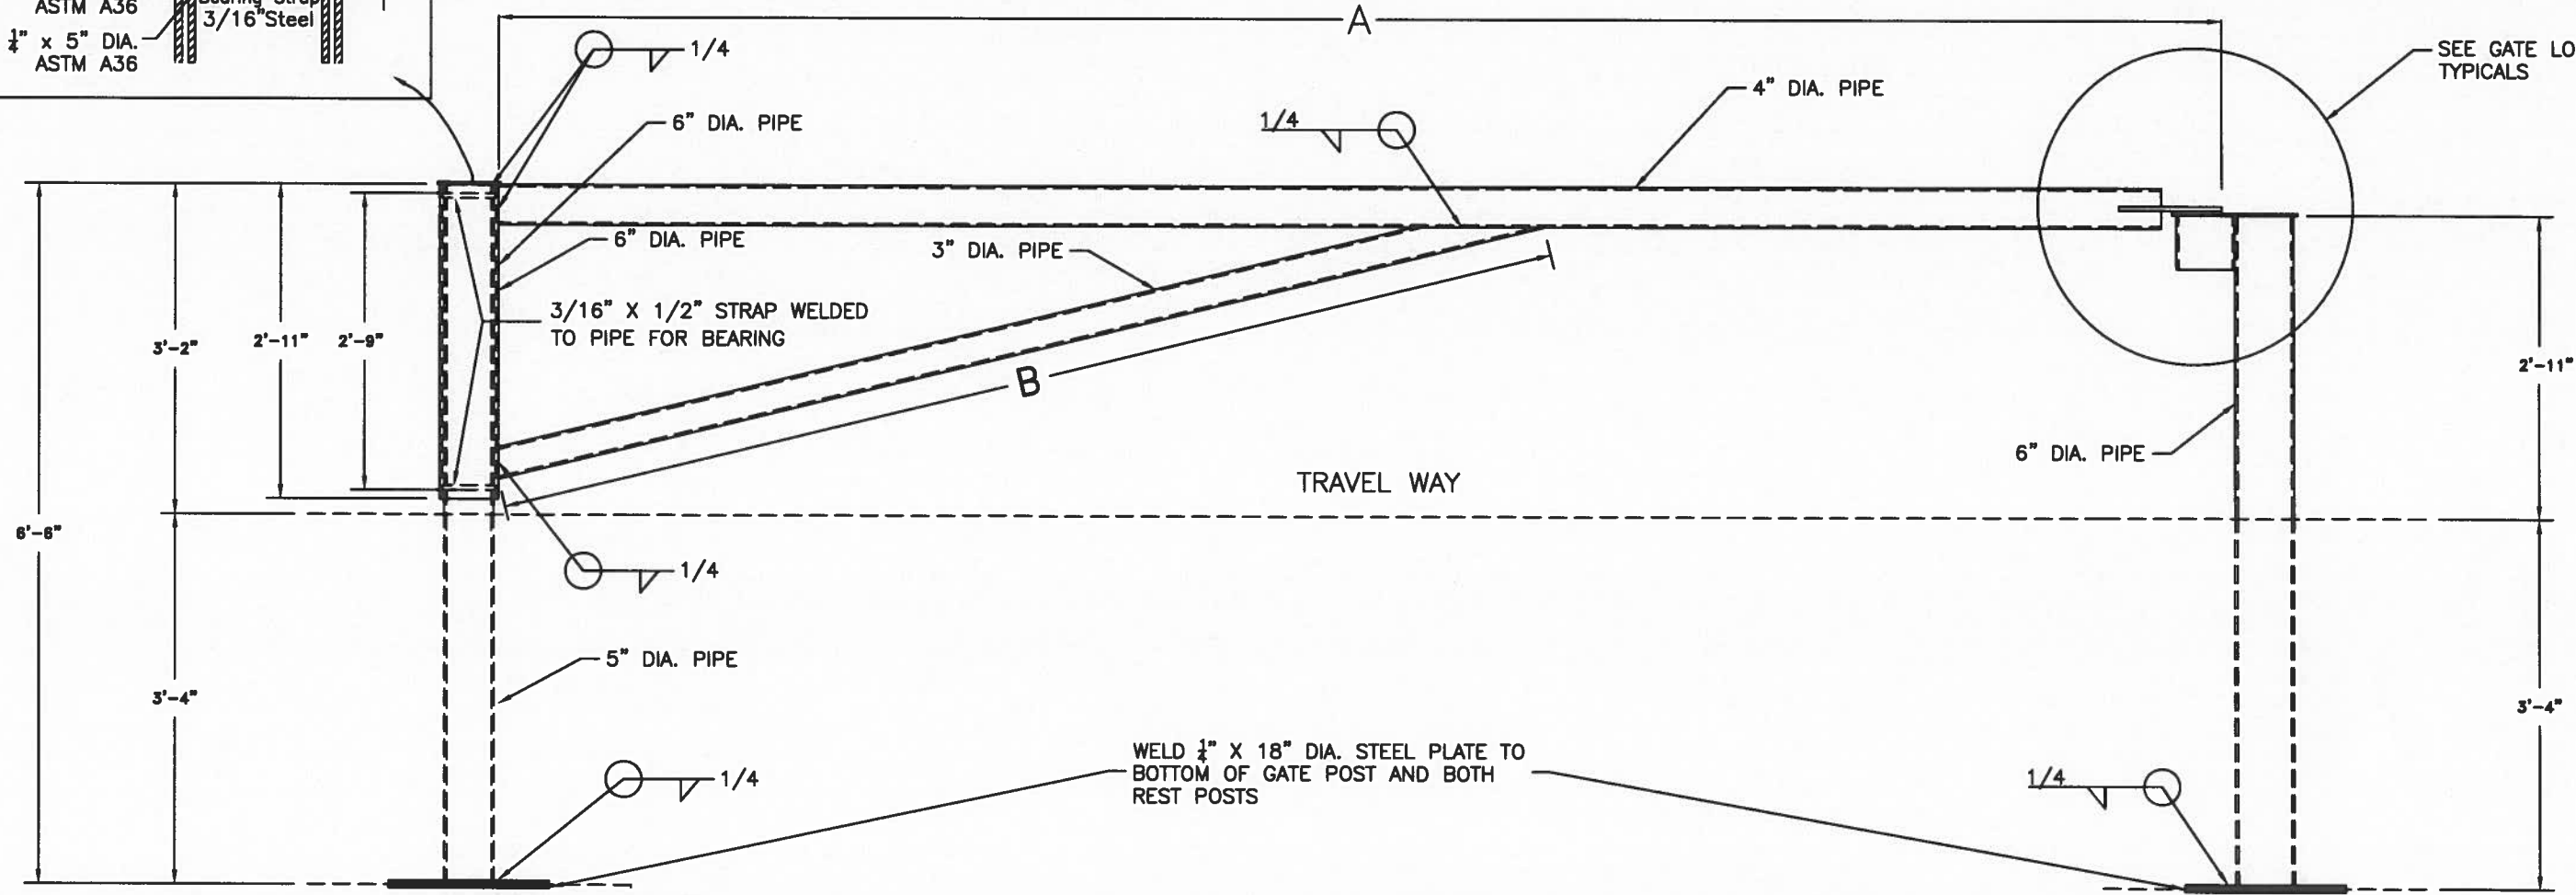 ASTM A36
Bearing Strap
3/16"Steel
¼" x 5" DIA.
ASTM A36
1/4
A
SEE GATE LO
TYPICALS
6" DIA. PIPE
1/4
4" DIA. PIPE
6" DIA. PIPE
3" DIA. PIPE
3/16" X 1/2" STRAP WELDED
TO PIPE FOR BEARING
3'-2"
2'-11"
2'-9"
B
2'-11"
6" DIA. PIPE
TRAVEL WAY
6'-6"
1/4
5" DIA. PIPE
3'-4"
3'-4"
WELD ¼" X 18" DIA. STEEL PLATE TO
BOTTOM OF GATE POST AND BOTH
REST POSTS
1/4
1/4